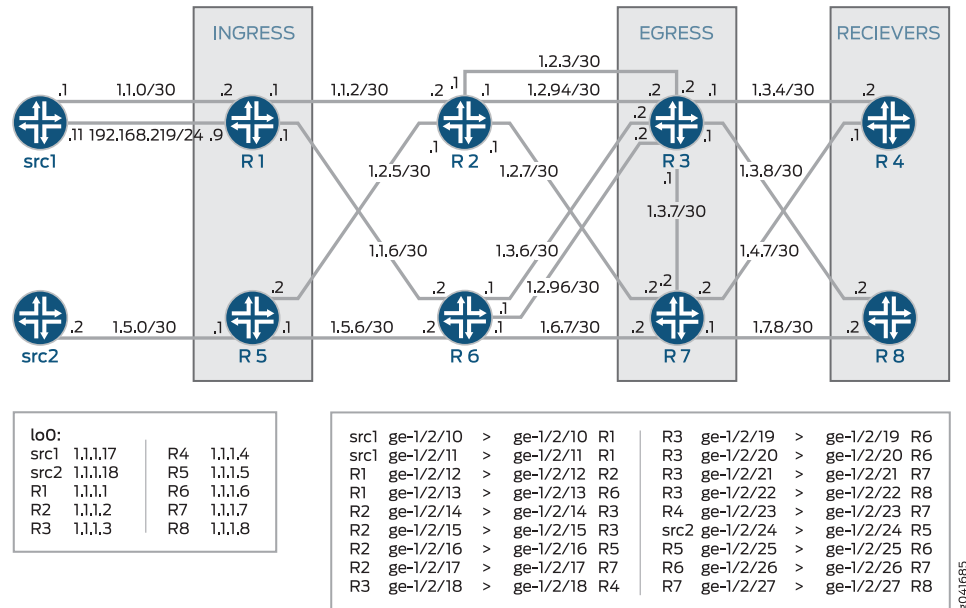 INGRESS
EGRESS
RECIEVERS
1.2.3/30
.1 1.1.0/30 .2 .1 1.1.2/30 .2 .1 .1 1.2.94/30 .2 .2 .1 1.3.4/30 .2
.11 192.168.219/24 .9 .1 .2 .2 .1 .1
src1 R 1 .1 R 2 .1 R 3 R 4
1.2.5/30 1.2.7/30 .1 1.3.8/30
1.3.7/30
1.1.6/30 1.3.6/30 1.4.7/30
1.2.96/30
.2 .2 .1 .2 .2 .2 .2
.1
.2 1.5.0/30 .1 .1 1.5.6/30 .2 .1 1.6.7/30 .2 .1 1.7.8/30 .2
src2 R 5 R 6 R 7 R 8
lo0:
src1 1.1.1.17 R4 1.1.1.4
src2 1.1.1.18 R5 1.1.1.5
R1 1.1.1.1 R6 1.1.1.6
R2 1.1.1.2 R7 1.1.1.7
R3 1.1.1.3 R8 1.1.1.8
src1 ge-1/2/10 > ge-1/2/10 R1 R3 ge-1/2/19 > ge-1/2/19 R6
src1 ge-1/2/11 > ge-1/2/11 R1 R3 ge-1/2/20 > ge-1/2/20 R6
R1 ge-1/2/12 > ge-1/2/12 R2 R3 ge-1/2/21 > ge-1/2/21 R7
R1 ge-1/2/13 > ge-1/2/13 R6 R3 ge-1/2/22 > ge-1/2/22 R8
R2 ge-1/2/14 > ge-1/2/14 R3 R4 ge-1/2/23 > ge-1/2/23 R7
R2 ge-1/2/15 > ge-1/2/15 R3 src2 ge-1/2/24 > ge-1/2/24 R5
R2 ge-1/2/16 > ge-1/2/16 R5 R5 ge-1/2/25 > ge-1/2/25 R6
R2 ge-1/2/17 > ge-1/2/17 R7 R6 ge-1/2/26 > ge-1/2/26 R7
R3 ge-1/2/18 > ge-1/2/18 R4 R7 ge-1/2/27 > ge-1/2/27 R8